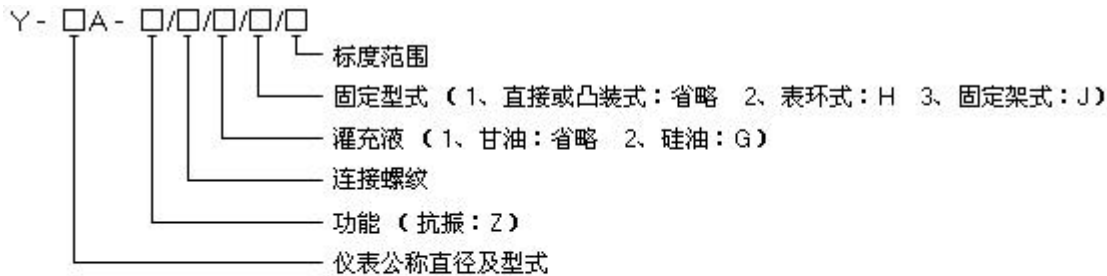 Y- □A- □/□/□/□/□
标度范围
固定型式 (1、直接或凸装式：省略 2、表环式：H 3、固定架式：J)
灌充液 (1、甘油：省略 2、硅油：G)
连接螺纹
功能 (抗振：Z)
仪表公称直径及型式